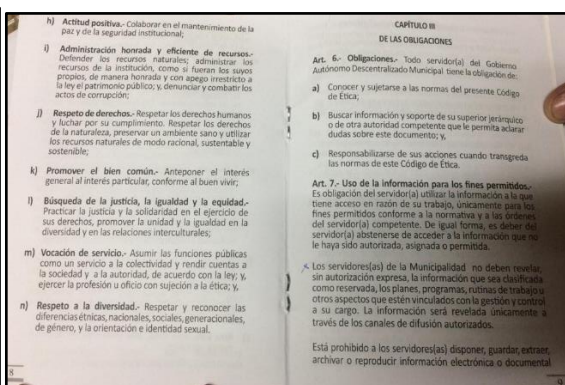 h) Actitud positiva.- Colaborar en el mantenimiento de la
paz y de la seguridad institucional;
i) Administración honrada y eficiente de recursos.-
Defender los recursos naturales; administrar los
recursos de la institución, como si fueran los suyos
propios, de manera honrada y con apego irrestricto a
la ley el patrimonio público; y, denunciar y combatir los
actos de corrupción;
j) Respeto de derechos.- Respetar los derechos humanos
y luchar por su cumplimiento. Respetar los derechos
de la naturaleza, preservar un ambiente sano y utilizar
los recursos naturales de modo racional, sustentable y
sostenible;
k) Promover el bien común.- Anteponer el interés
general al interés particular, conforme al buen vivir;
l) Búsqueda de la justicia, la igualdad y la equidad.-
Practicar la justicia y la solidaridad en el ejercicio de
sus derechos, promover la unidad y la igualdad en la
diversidad y en las relaciones interculturales;
m) Vocación de servicio.- Asumir las funciones públicas
como un servicio a la colectividad y rendir cuentas a
la sociedad y a la autoridad, de acuerdo con la ley; y,
ejercer la profesión u oficio con sujeción a la ética; y,
n) Respeto a la diversidad.- Respetar y reconocer las
diferencias étnicas, nacionales, sociales, generacionales,
de género, y la orientación e identidad sexual.
8
CAPÍTULO III
DE LAS OBLIGACIONES
Art. 6.- Obligaciones.- Todo servidor(a) del Gobierno
Autónomo Descentralizado Municipal tiene la obligación de:
a) Conocer y sujetarse a las normas del presente Código
de Ética;
b) Buscar información y soporte de su superior jerárquico
o de otra autoridad competente que le permita aclarar
dudas sobre este documento; y,
c) Responsabilizarse de sus acciones cuando transgreda
las normas de este Código de Ética.
Art. 7.- Uso de la información para los fines permitidos.-
Es obligación del servidor(a) utilizar la información a la que
tiene acceso en razón de su trabajo, únicamente para los
fines permitidos conforme a la normativa y a las órdenes
del servidor(a) competente. De igual forma, es deber del
servidor(a) abstenerse de acceder a la información que no
le haya sido autorizada, asignada o permitida.
Los servidores(as) de la Municipalidad no deben revelar,
sin autorización expresa, la información que sea clasificada
como reservada, los planes, programas, rutinas de trabajo u
otros aspectos que estén vinculados con la gestión y control
a su cargo. La información será revelada únicamente a
través de los canales de difusión autorizados.
Está prohibido a los servidores(as) disponer, guardar, extraer,
archivar o reproducir información electrónica o documental
9